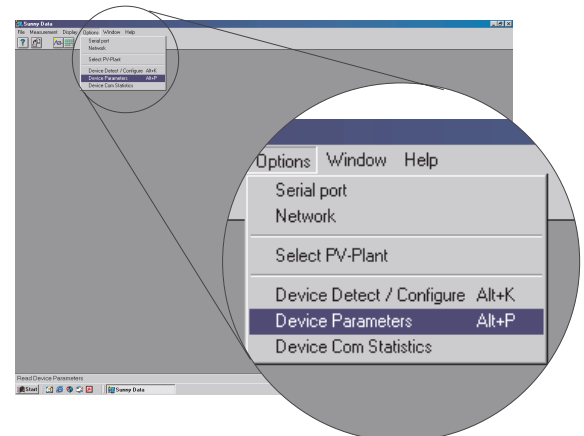 Sunny Data
File Measurement Display Options Window Help
Serial port
Network
Select PV-Plant
Device Detect / Configure Alt+K
Device Parameters Alt+P
Device Com Statistics
Options Window Help
Serial port
Network
Select PV-Plant
Device Detect / Configure Alt+K
Device Parameters Alt+P
Device Com Statistics
Read Device Parameters
Start Sunny Data